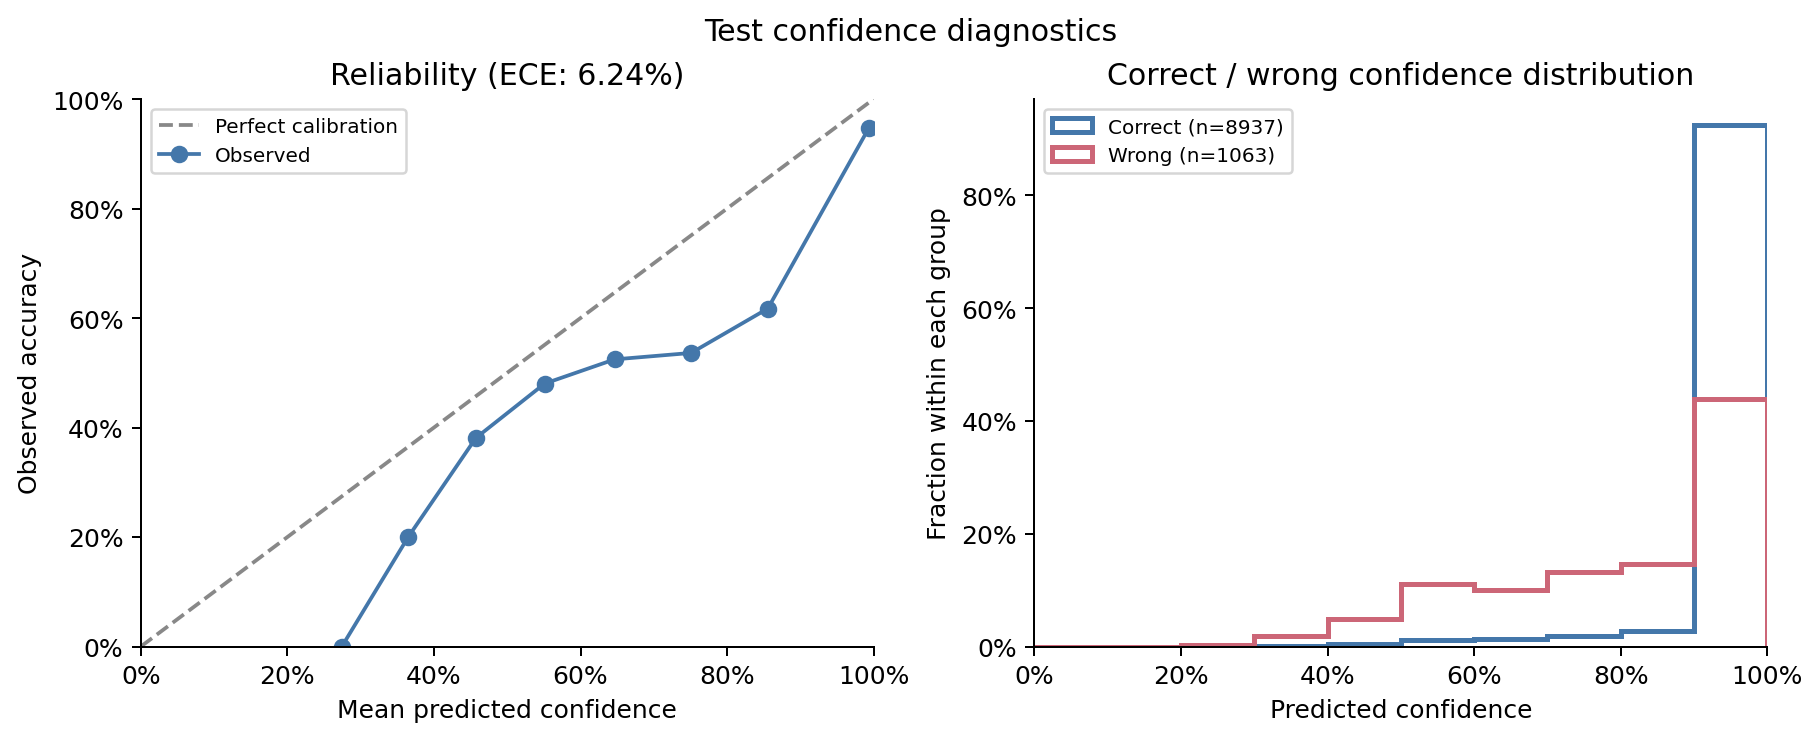 Test confidence diagnostics
Reliability (ECE: 6.24%)
100%
80%
60%
40%
20%
0%
Observed accuracy
Perfect calibration
Observed
0%
20%
40%
60%
80%
100%
Mean predicted confidence
Correct / wrong confidence distribution
80%
60%
40%
20%
0%
Fraction within each group
Correct (n=8937)
Wrong (n=1063)
0%
20%
40%
60%
80%
100%
Predicted confidence